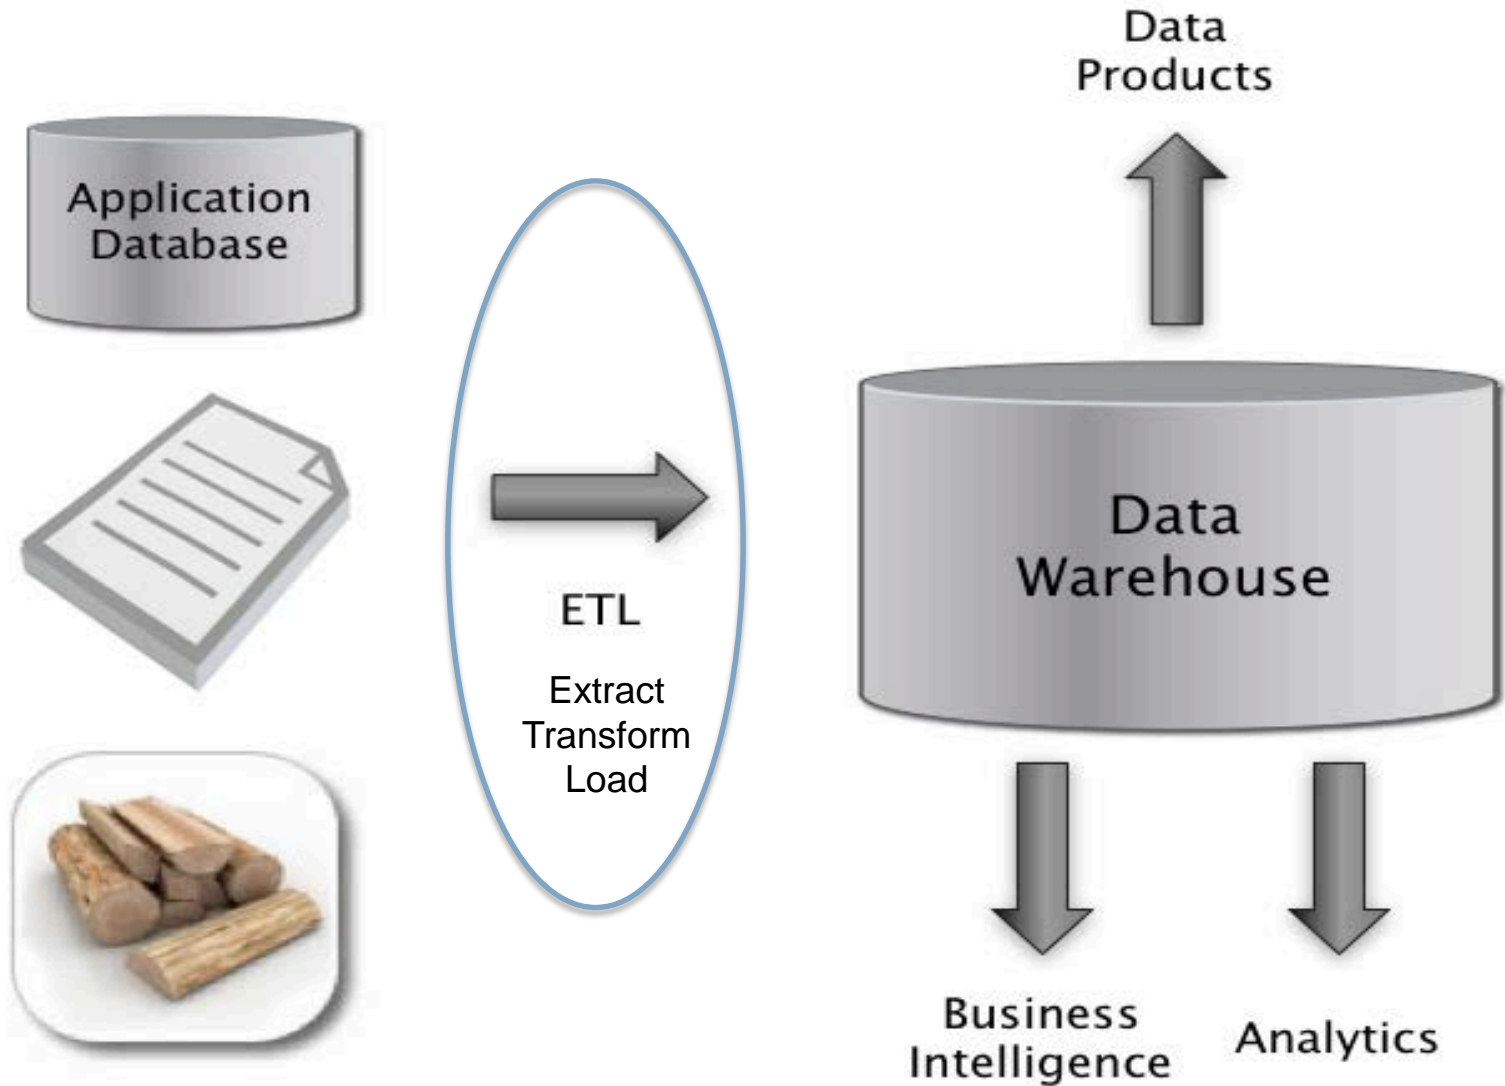 Data
Products
Application
Database
ETL
Extract
Transform
Load
Data
Warehouse
Business
Intelligence
Analytics